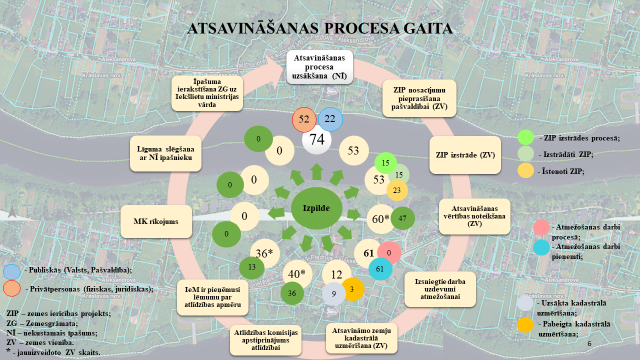 ATSAVINĀŠANAS PROCESA GAITA
Atsavināšanas
procesa
uzsākšana (NĪ)
ZIP nosacījumu
pieprasīšana
pašvaldībai (ZV)
ZIP izstrāde (ZV)
Atsavināšanas
vērtības noteikšana
(ZV)
Izsniegtie darba
uzdevumi
atmežošanai
Atsavināmo zemju
kadastrālā
uzmērīšana (ZV)
Atlīdzības komisijas
apstiprinājums
atlīdzībai
IeM ir pieņēmusi
lēmumu par
atlīdzības apmēru
MK rīkojums
Līguma slēgšana
ar NĪ īpašnieku
Īpašuma
ierakstīšana ZG uz
Iekšlietu ministrijas
vārda
Izpilde
52
22
74
53
15
53
15
23
60*
47
61
0
61
12
3
9
40*
36
36*
13
0
0
0
0
0
0
- ZIP izstrādes procesā;
- Izstrādāti ZIP;
- Īstenoti ZIP;
- Atmežošanas darbi
procesā;
- Atmežošanas darbi
pieņemti;
- Uzsākta kadastrālā
uzmērīšana;
- Pabeigta kadastrālā
uzmērīšana;
- Publiskās (Valsts, Pašvaldība);
- Privātpersonas (fiziskas, juridiskas);
ZIP – zemes ierīcības projekts;
ZG – Zemesgrāmata;
NĪ – nekustamais īpašums;
ZV – zemes vienība.
* - jaunizveidoto ZV skaits.
6